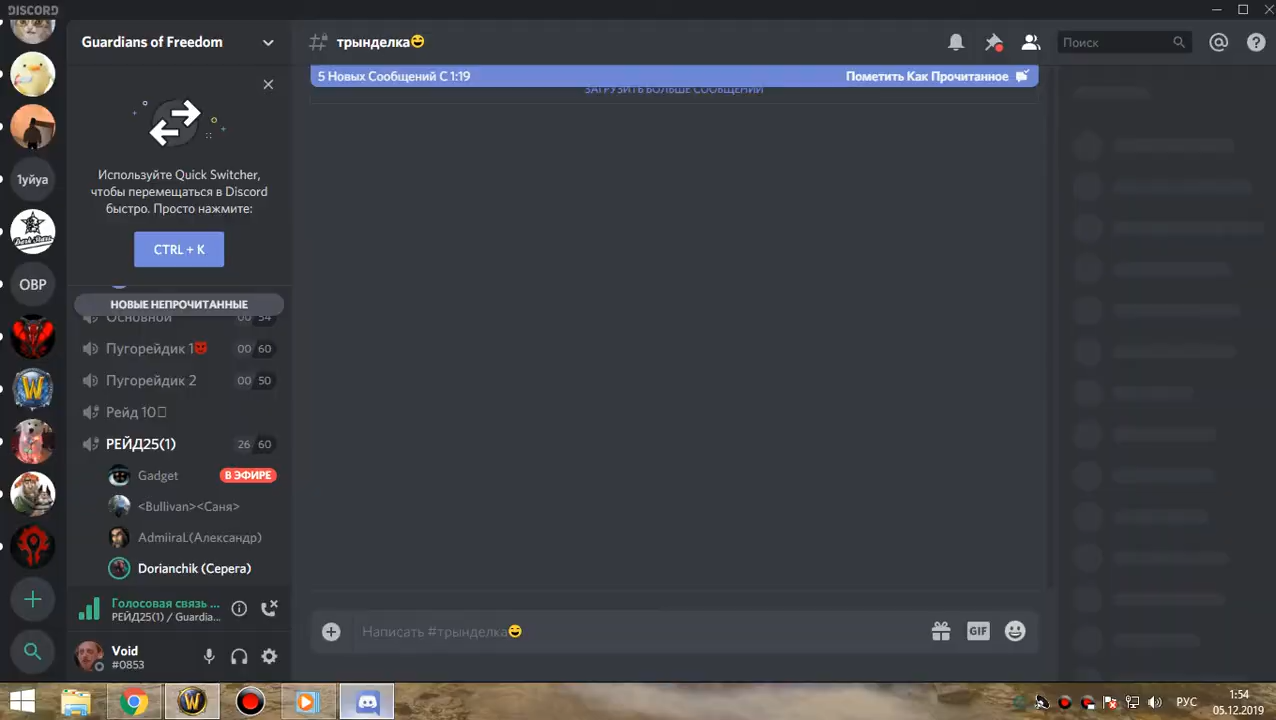 DISCORD
Guardians of Freedom
трынделка😄
Поиск
5 Новых Сообщений С 1:19
Пометить Как Прочитанное
ЗАГРУЗИТЬ БОЛЬШЕ СООБЩЕНИЙ
Используйте Quick Switcher,
чтобы перемещаться в Discord
быстро. Просто нажмите:
CTRL + K
1уйуа
ОВР
НОВЫЕ НЕПРОЧИТАННЫЕ
Основной 00 54
Пугорейдик 1 00 60
Пугорейдик 2 00 50
Рейд 10
РЕЙД25(1) 26 60
Gadget В ЭФИРЕ
<Bullivan><Саня>
AdmiiraL(Александр)
Dorianchik (Серега)
Голосовая связь ...
РЕЙД25(1) / Guardia...
Void
#0853
Написать #трынделка😄
GIF
РУС
1:54
05.12.2019